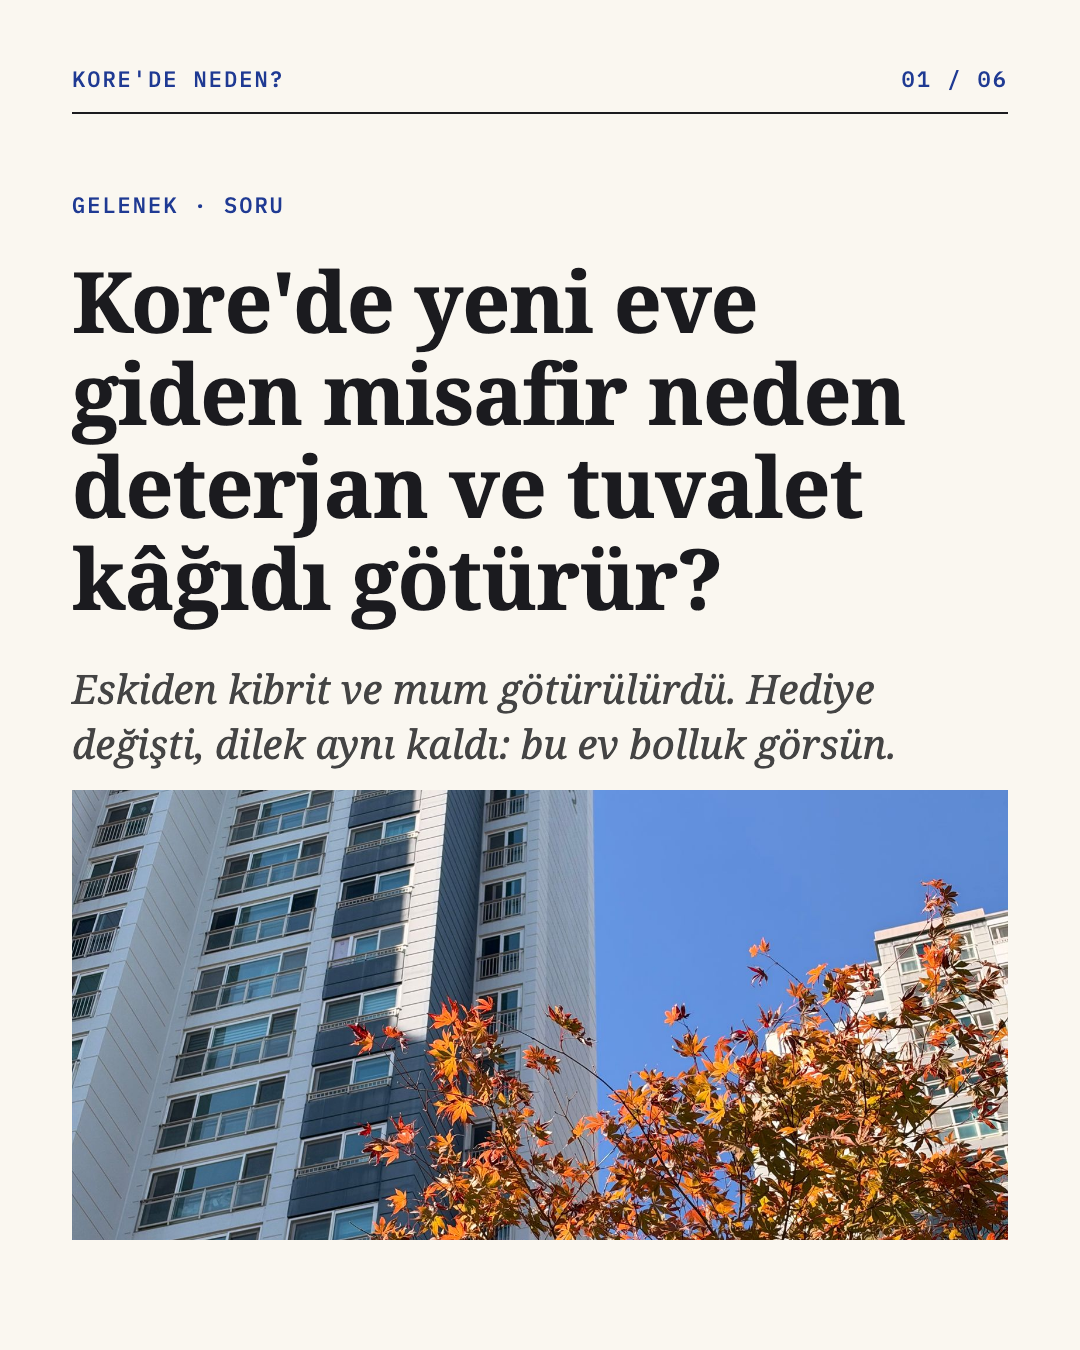 KORE'DE NEDEN?
01 / 06
GELENEK · SORU
Kore'de yeni eve
giden misafir neden
deterjan ve tuvalet
kâğıdı götürür?
Eskiden kibrit ve mum götürülürdü. Hediye
değişti, dilek aynı kaldı: bu ev bolluk görsün.